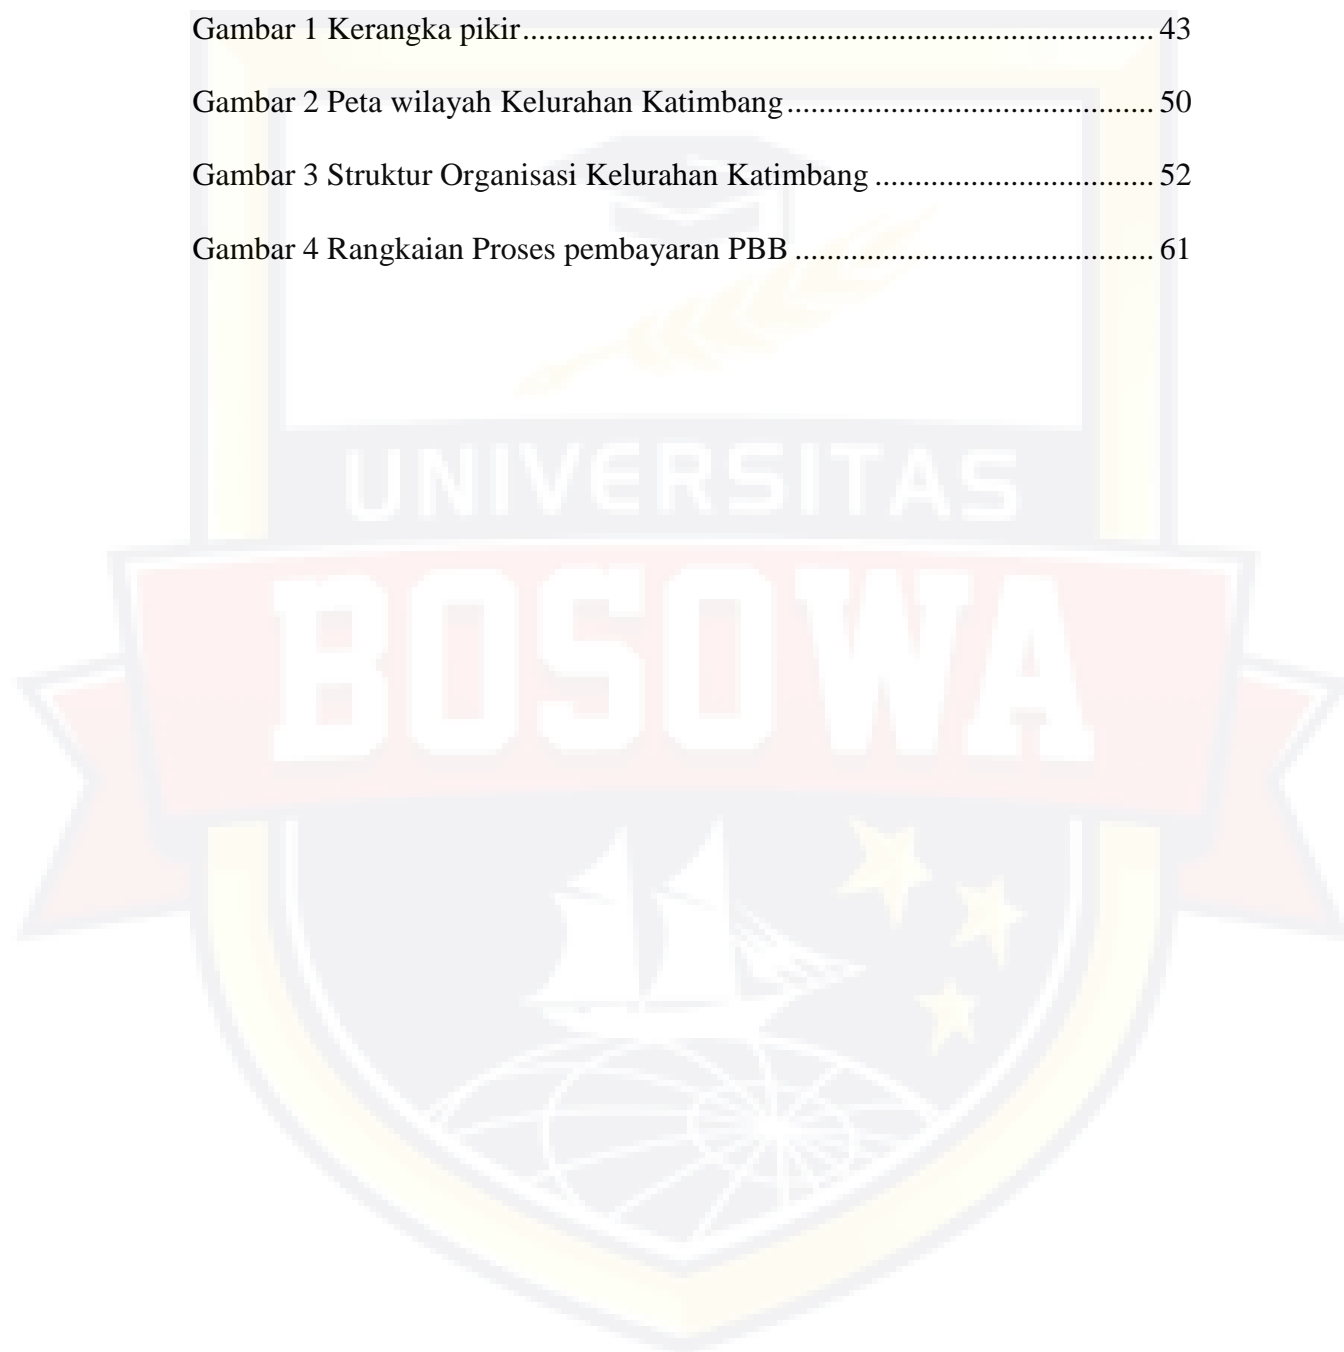 Gambar 1 Kerangka pikir.............................................................................. 43
Gambar 2 Peta wilayah Kelurahan Katimbang............................................. 50
Gambar 3 Struktur Organisasi Kelurahan Katimbang .................................. 52
Gambar 4 Rangkaian Proses pembayaran PBB ............................................ 61
UNIVERSITAS
BOSOWA